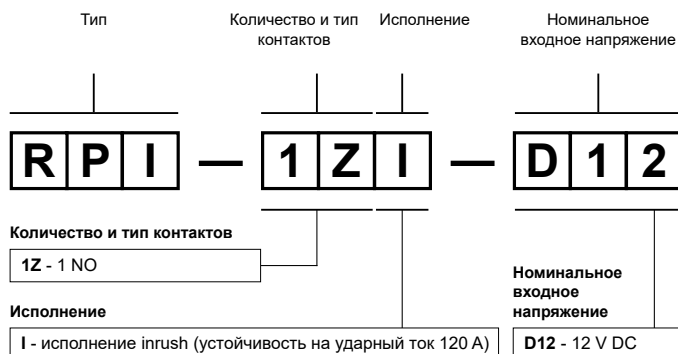 Тип
Количество и тип
контактов
Исполнение
Номинальное
входное напряжение
RPI — 1ZI — D12
Количество и тип контактов
1Z - 1 NO
Исполнение
I - исполнение inrush (устойчивость на ударный ток 120 A)
Номинальное
входное
напряжение
D12 - 12 V DC